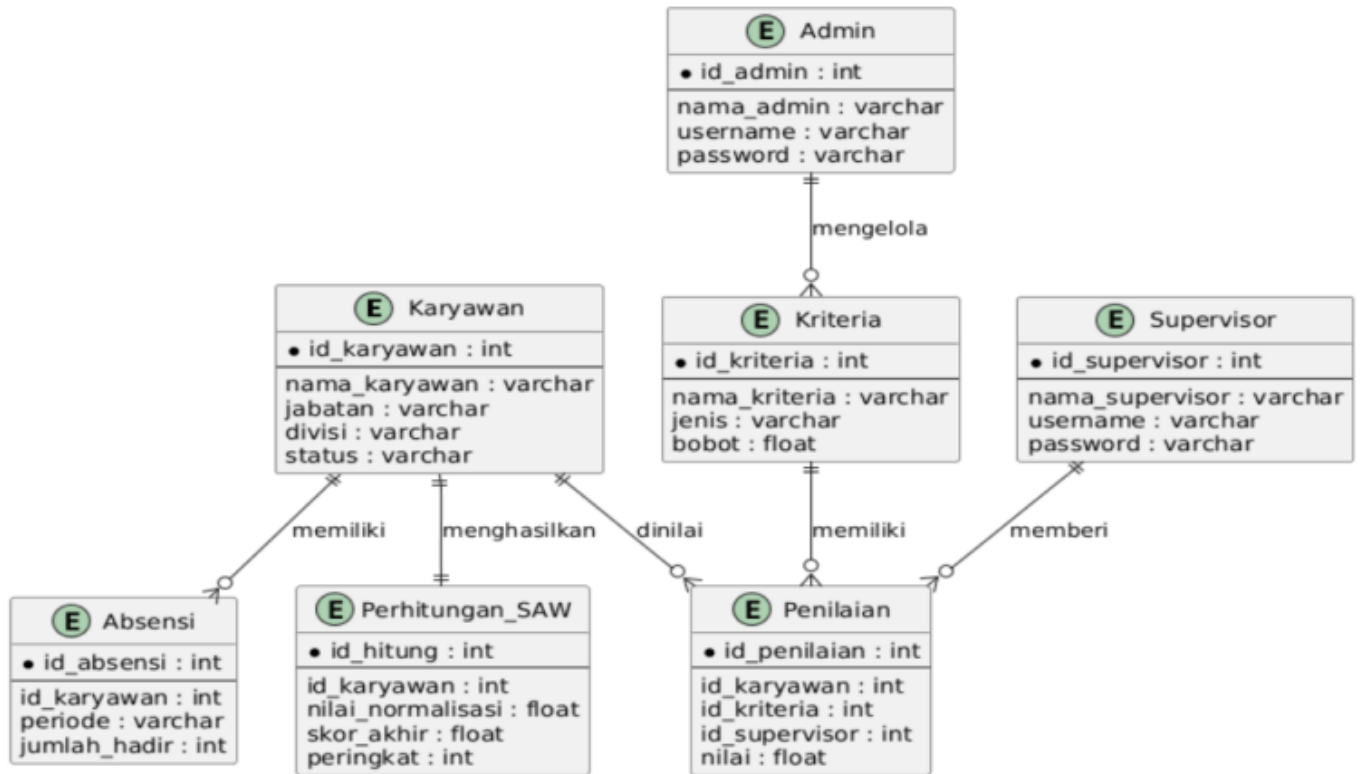 E Admin
• id_admin : int
nama_admin : varchar
username : varchar
password : varchar
mengelola
E Karyawan
• id_karyawan : int
nama_karyawan : varchar
jabatan : varchar
divisi : varchar
status : varchar
E Kriteria
• id_kriteria : int
nama_kriteria : varchar
jenis : varchar
bobot : float
E Supervisor
• id_supervisor : int
nama_supervisor : varchar
username : varchar
password : varchar
memiliki
menghasilkan
dinilai
memiliki
memberi
E Absensi
• id_absensi : int
id_karyawan : int
periode : varchar
jumlah_hadir : int
E Perhitungan_SAW
• id_hitung : int
id_karyawan : int
nilai_normalisasi : float
skor_akhir : float
peringkat : int
E Penilaian
• id_penilaian : int
id_karyawan : int
id_kriteria : int
id_supervisor : int
nilai : float